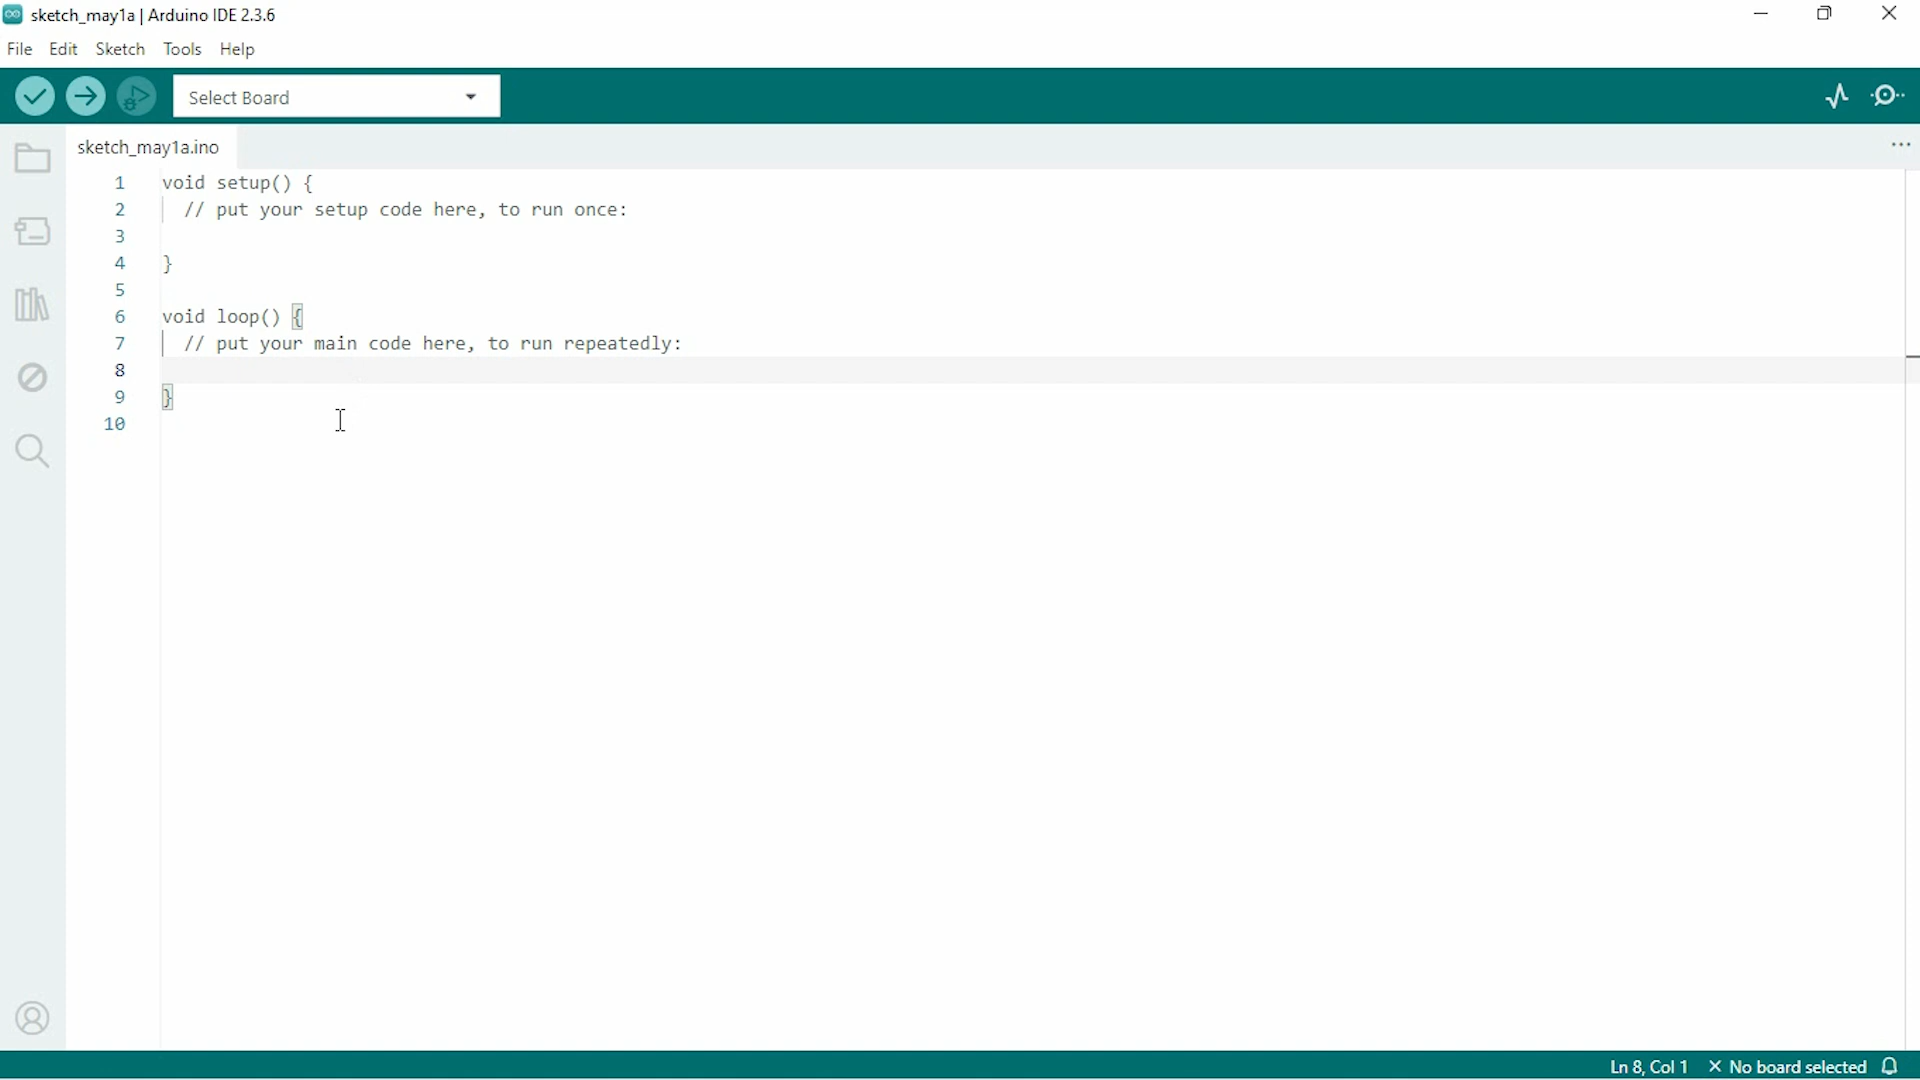 sketch_may1a | Arduino IDE 2.3.6
File Edit Sketch Tools Help
Select Board
sketch_may1a.ino
1 void setup() {
2 // put your setup code here, to run once:
3
4 }
5
6 void loop() {
7 // put your main code here, to run repeatedly:
8
9 }
10
Ln 8, Col 1 × No board selected